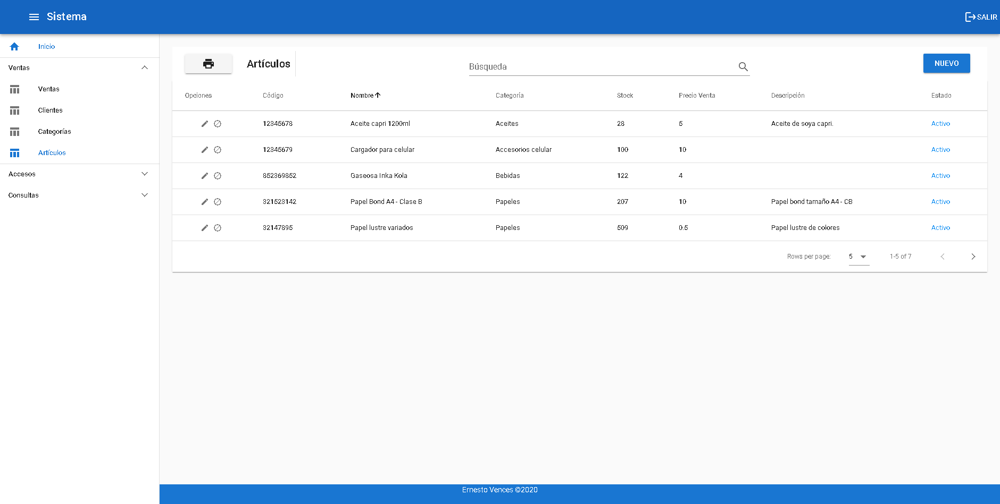 Sistema
SALIR
Inicio
Ventas
Ventas
Clientes
Categorías
Artículos
Accesos
Consultas
Artículos
Búsqueda
NUEVO
Opciones Código Nombre Categoría Stock Precio Venta Descripción Estado
12345678 Aceite capri 1200ml Aceites 28 5 Aceite de soya capri. Activo
12345679 Cargador para celular Accesorios celular 100 10 Activo
852369852 Gaseosa Inka Kola Bebidas 122 4 Activo
321523142 Papel Bond A4 - Clase B Papeles 207 10 Papel bond tamaño A4 - CB Activo
32147895 Papel lustre variados Papeles 509 0.5 Papel lustre de colores Activo
Rows per page: 5 1-5 of 7
Ernesto Vences ©2020